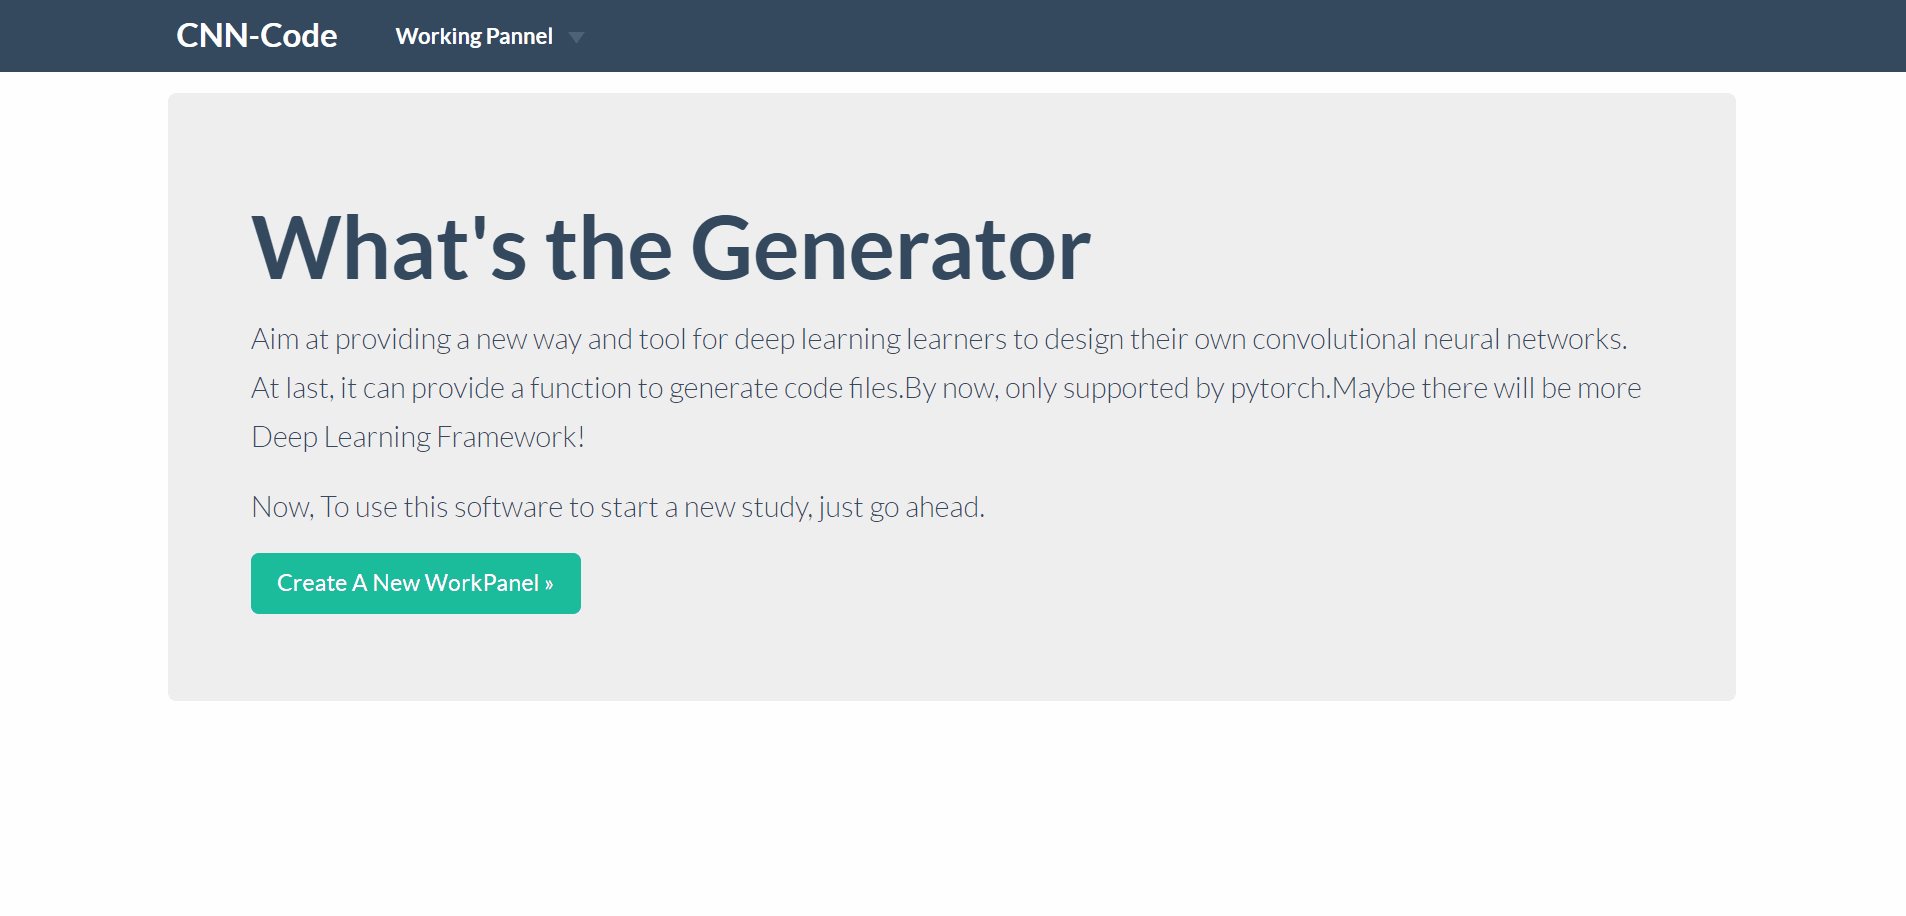 CNN-Code
Working Pannel
What's the Generator
Aim at providing a new way and tool for deep learning learners to design their own convolutional neural networks.
At last, it can provide a function to generate code files.By now, only supported by pytorch.Maybe there will be more
Deep Learning Framework!
Now, To use this software to start a new study, just go ahead.
Create A New WorkPanel »